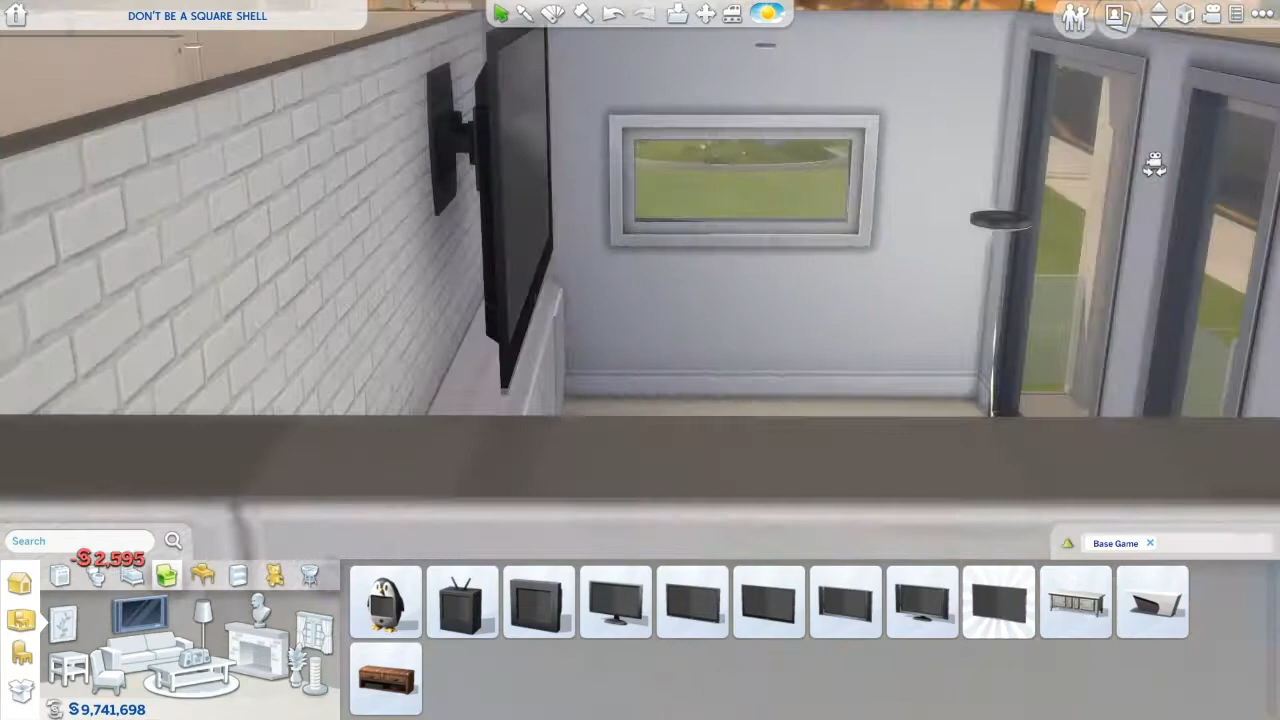 DON'T BE A SQUARE SHELL
Search
-§2,595
Base Game
§9,741,698